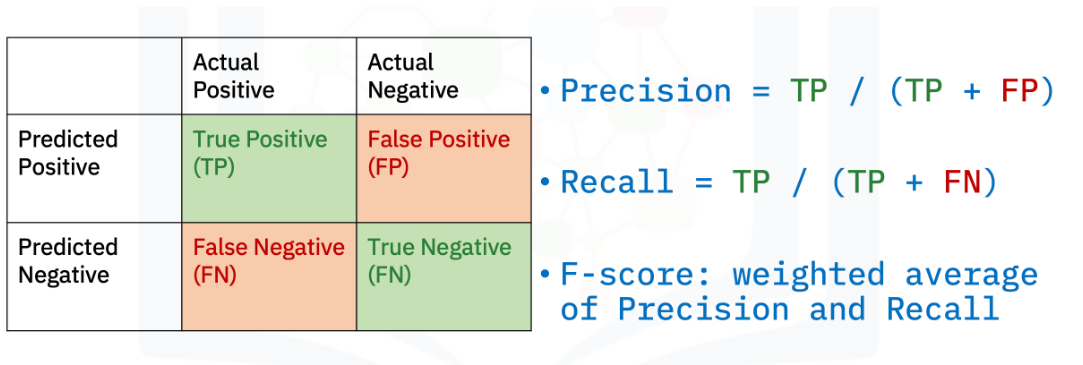 Actual
Positive
Actual
Negative
Predicted
Positive
True Positive
(TP)
False Positive
(FP)
Predicted
Negative
False Negative
(FN)
True Negative
(FN)
• Precision = TP / (TP + FP)
• Recall = TP / (TP + FN)
• F-score: weighted average
of Precision and Recall